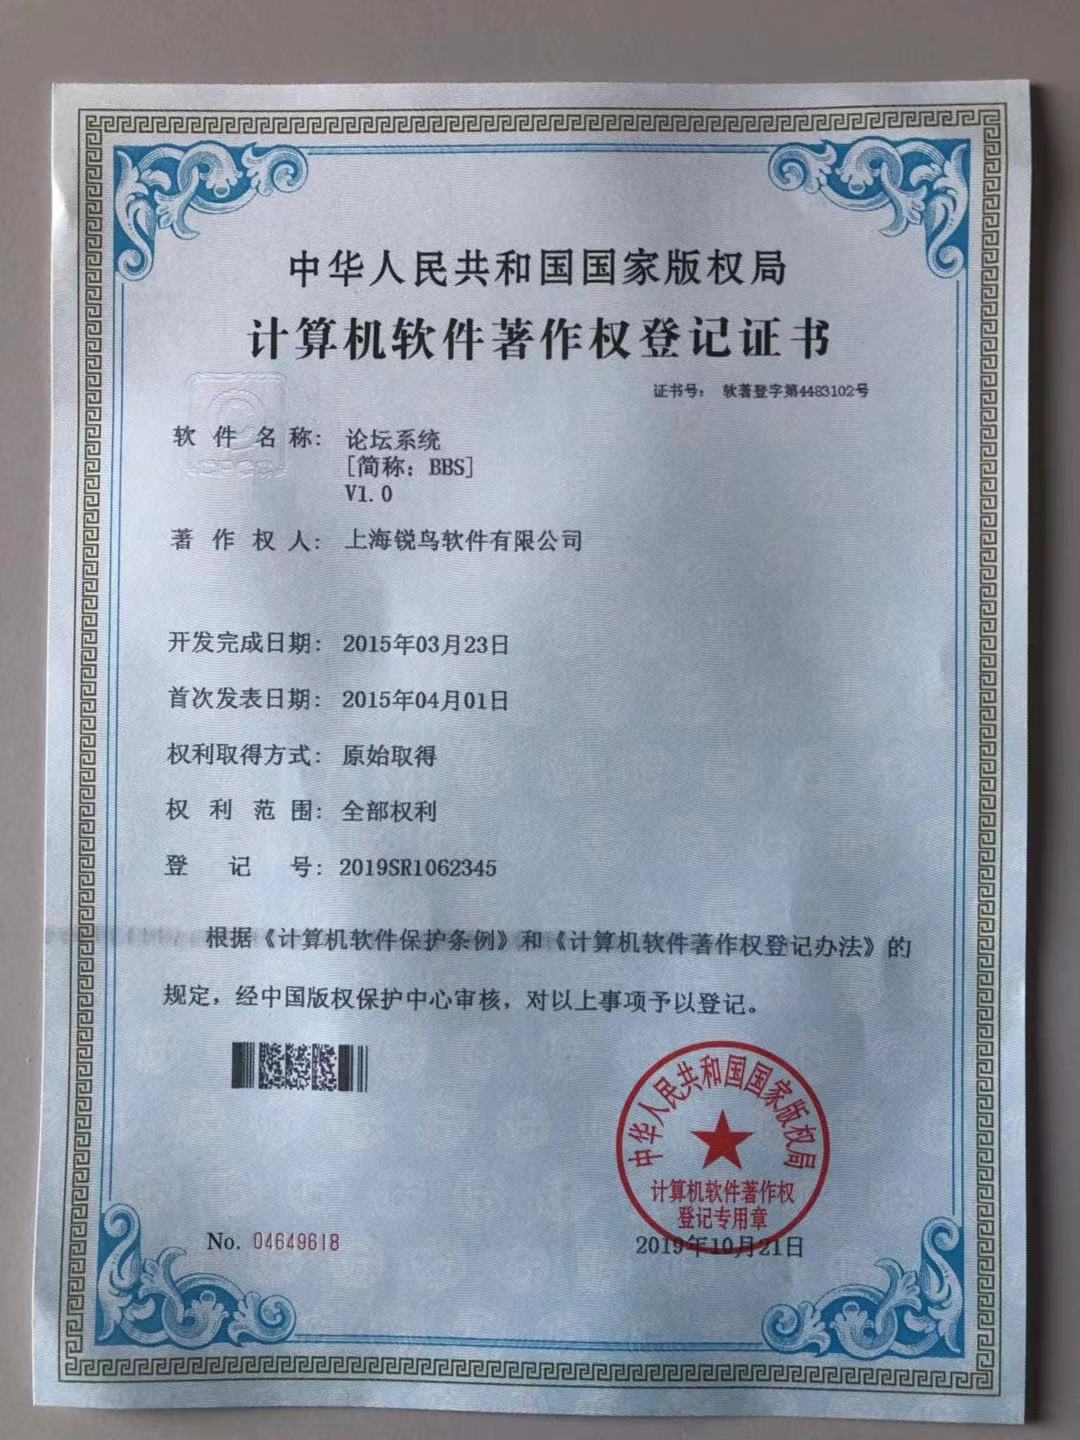 中华人民共和国国家版权局
计算机软件著作权登记证书
证书号： 软著登字第4483102号
软件名称： 论坛系统
[简称：BBS]
V1.0
著作权人： 上海锐鸟软件有限公司
开发完成日期： 2015年03月23日
首次发表日期： 2015年04月01日
权利取得方式： 原始取得
权利范围： 全部权利
登记号： 2019SR1062345
根据《计算机软件保护条例》和《计算机软件著作权登记办法》的
规定，经中国版权保护中心审核，对以上事项予以登记。
中华人民共和国国家版权局
计算机软件著作权
登记专用章
No. 04649618
2019年10月21日